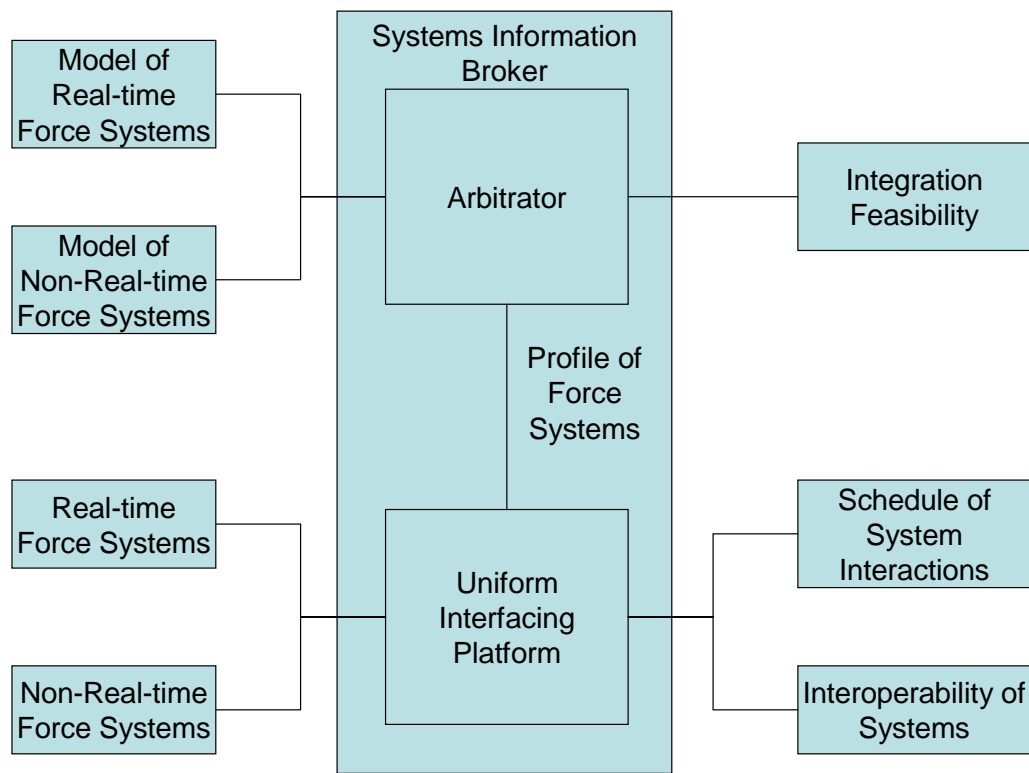 Systems Information
Broker
Model of
Real-time
Force Systems
Model of
Non-Real-time
Force Systems
Arbitrator
Integration
Feasibility
Profile of
Force
Systems
Real-time
Force Systems
Non-Real-time
Force Systems
Uniform
Interfacing
Platform
Schedule of
System
Interactions
Interoperability of
Systems